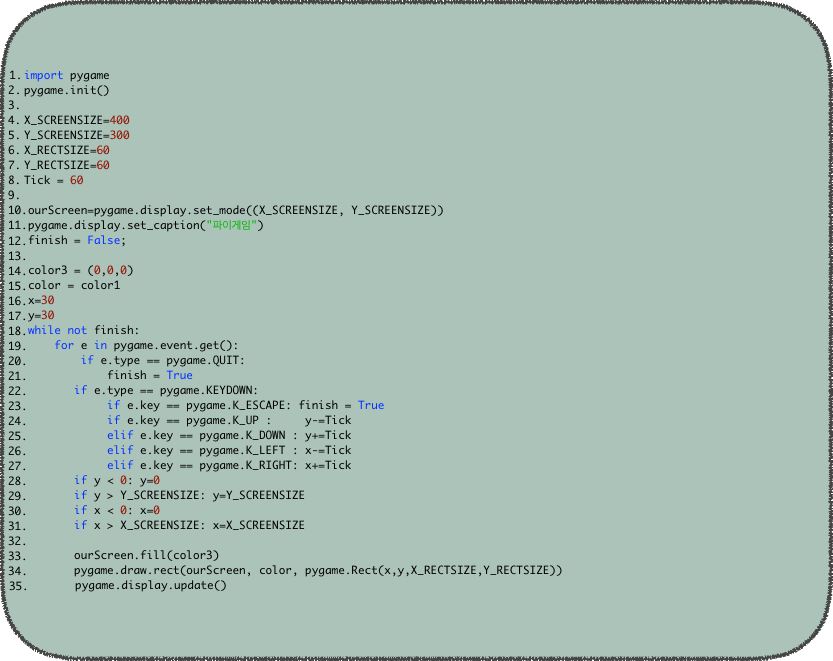 1. import pygame
2. pygame.init()
3.
4. X_SCREENSIZE=400
5. Y_SCREENSIZE=300
6. X_RECTSIZE=60
7. Y_RECTSIZE=60
8. Tick = 60
9.
10. ourScreen=pygame.display.set_mode((X_SCREENSIZE, Y_SCREENSIZE))
11. pygame.display.set_caption("파이게임")
12. finish = False;
13.
14. color3 = (0,0,0)
15. color = color1
16. x=30
17. y=30
18. while not finish:
19.     for e in pygame.event.get():
20.         if e.type == pygame.QUIT:
21.             finish = True
22.        if e.type == pygame.KEYDOWN:
23.             if e.key == pygame.K_ESCAPE: finish = True
24.             if e.key == pygame.K_UP :     y-=Tick
25.             elif e.key == pygame.K_DOWN : y+=Tick
26.             elif e.key == pygame.K_LEFT : x-=Tick
27.             elif e.key == pygame.K_RIGHT: x+=Tick
28.        if y < 0: y=0
29.        if y > Y_SCREENSIZE: y=Y_SCREENSIZE
30.        if x < 0: x=0
31.        if x > X_SCREENSIZE: x=X_SCREENSIZE
32.
33.        ourScreen.fill(color3)
34.        pygame.draw.rect(ourScreen, color, pygame.Rect(x,y,X_RECTSIZE,Y_RECTSIZE))
35.        pygame.display.update()